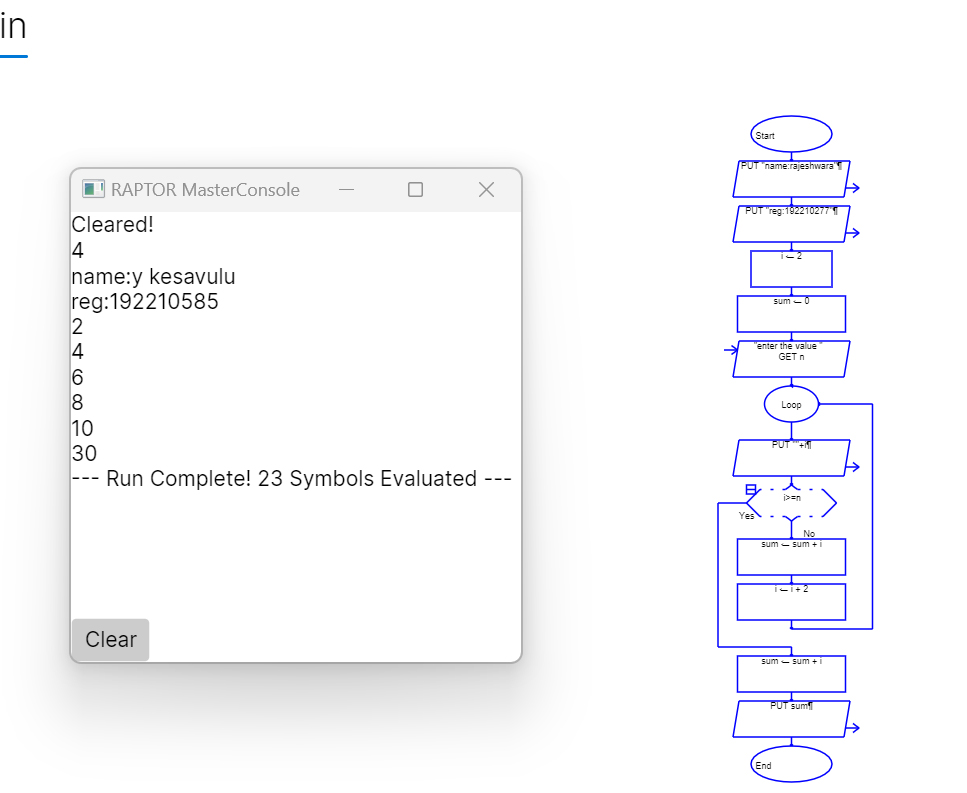 in
RAPTOR MasterConsole
Cleared!
4
name:y kesavulu
reg:192210585
2
4
6
8
10
30
--- Run Complete! 23 Symbols Evaluated ---
Clear
Start
PUT "name:rajeshwara"¶
PUT "reg:192210277"¶
i ← 2
sum ← 0
"enter the value "
GET n
Loop
PUT ""+i¶
i>=n
Yes
No
sum ← sum + i
i ← i + 2
sum ← sum + i
PUT sum¶
End